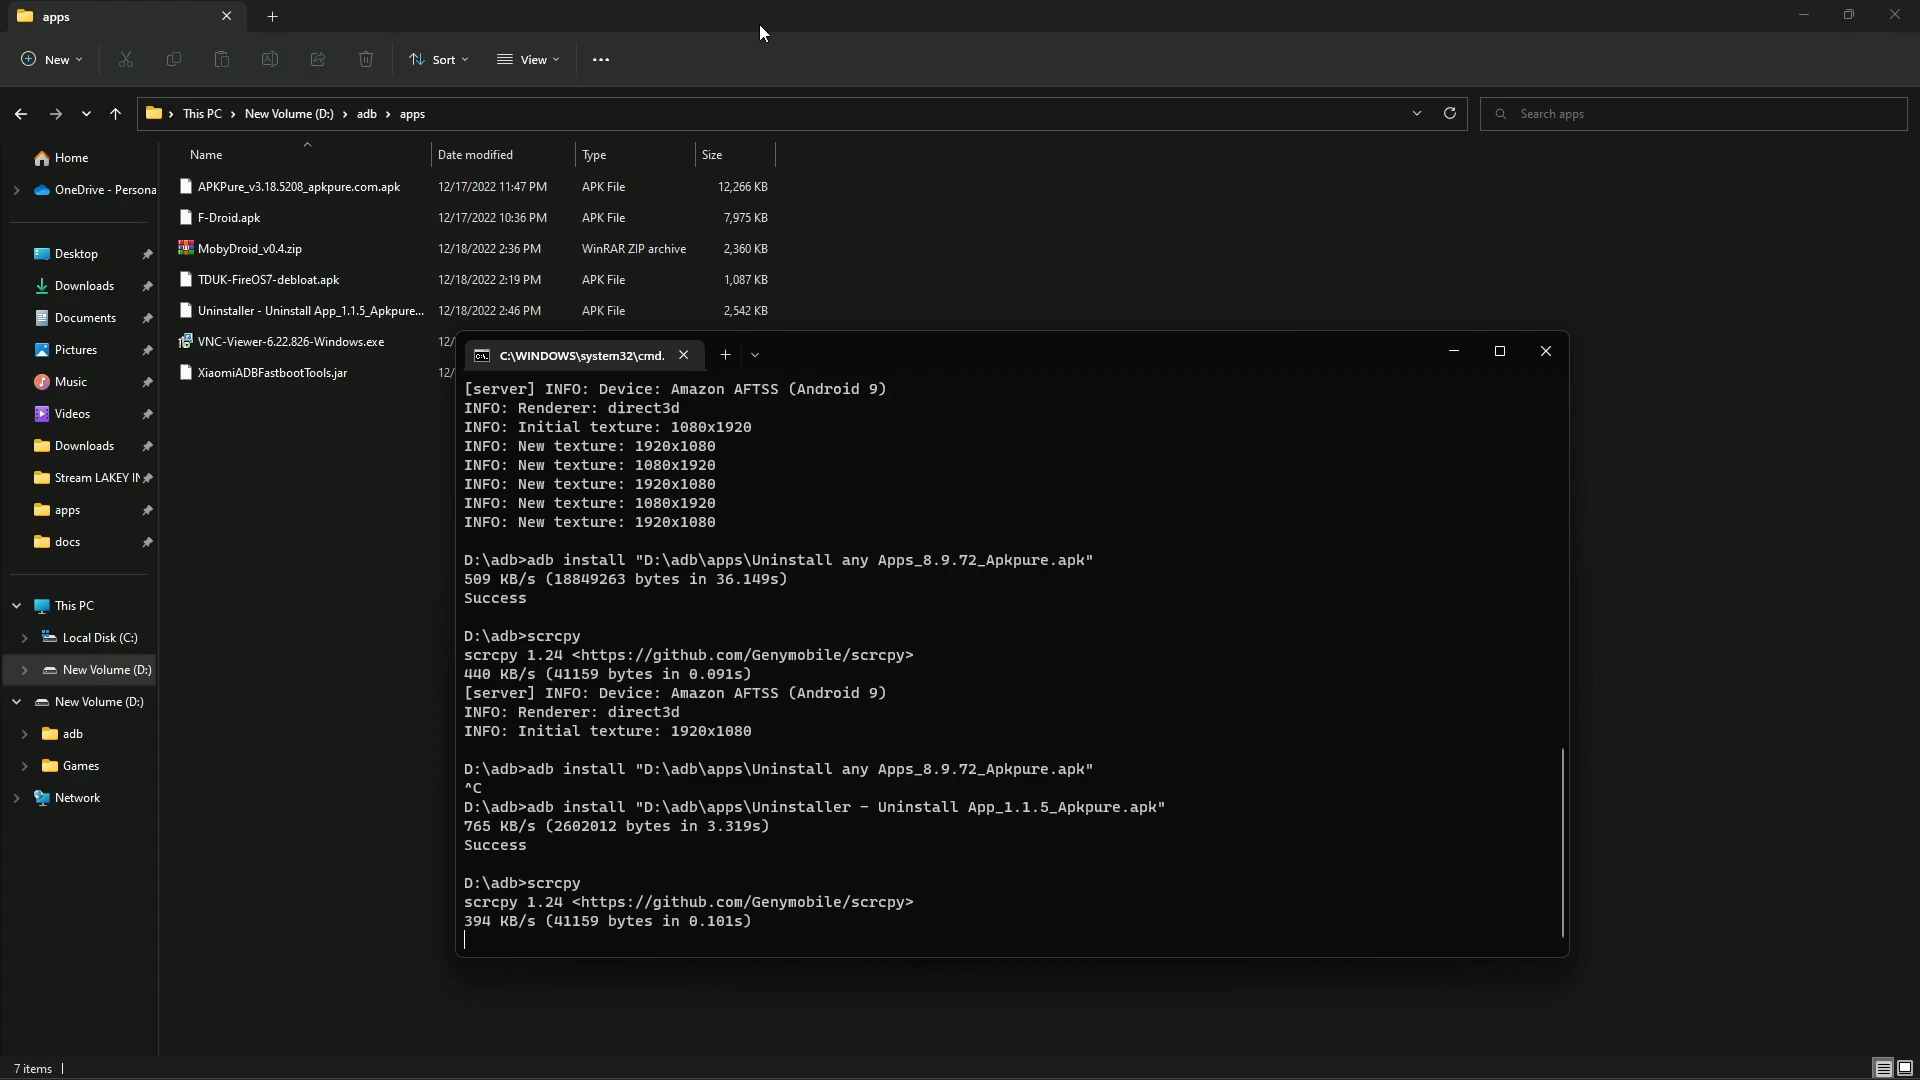 apps
New
Sort
View
This PC > New Volume (D:) > adb > apps
Search apps
Name
Date modified
Type
Size
Home
OneDrive - Persona
Desktop
Downloads
Documents
Pictures
Music
Videos
Downloads
Stream LAKEY IN
apps
docs
This PC
Local Disk (C:)
New Volume (D:)
New Volume (D:)
adb
Games
Network
APKPure_v3.18.5208_apkpure.com.apk 12/17/2022 11:47 PM APK File 12,266 KB
F-Droid.apk 12/17/2022 10:36 PM APK File 7,975 KB
MobyDroid_v0.4.zip 12/18/2022 2:36 PM WinRAR ZIP archive 2,360 KB
TDUK-FireOS7-debloat.apk 12/18/2022 2:19 PM APK File 1,087 KB
Uninstaller - Uninstall App_1.1.5_Apkpure... 12/18/2022 2:46 PM APK File 2,542 KB
VNC-Viewer-6.22.826-Windows.exe 12/
XiaomiADBFastbootTools.jar 12/
C:\WINDOWS\system32\cmd.
[server] INFO: Device: Amazon AFTSS (Android 9)
INFO: Renderer: direct3d
INFO: Initial texture: 1080x1920
INFO: New texture: 1920x1080
INFO: New texture: 1080x1920
INFO: New texture: 1920x1080
INFO: New texture: 1080x1920
INFO: New texture: 1920x1080
D:\adb>adb install "D:\adb\apps\Uninstall any Apps_8.9.72_Apkpure.apk"
509 KB/s (18849263 bytes in 36.149s)
Success
D:\adb>scrcpy
scrcpy 1.24 <https://github.com/Genymobile/scrcpy>
440 KB/s (41159 bytes in 0.091s)
[server] INFO: Device: Amazon AFTSS (Android 9)
INFO: Renderer: direct3d
INFO: Initial texture: 1920x1080
D:\adb>adb install "D:\adb\apps\Uninstall any Apps_8.9.72_Apkpure.apk"
^C
D:\adb>adb install "D:\adb\apps\Uninstaller - Uninstall App_1.1.5_Apkpure.apk"
765 KB/s (2602012 bytes in 3.319s)
Success
D:\adb>scrcpy
scrcpy 1.24 <https://github.com/Genymobile/scrcpy>
394 KB/s (41159 bytes in 0.101s)
7 items